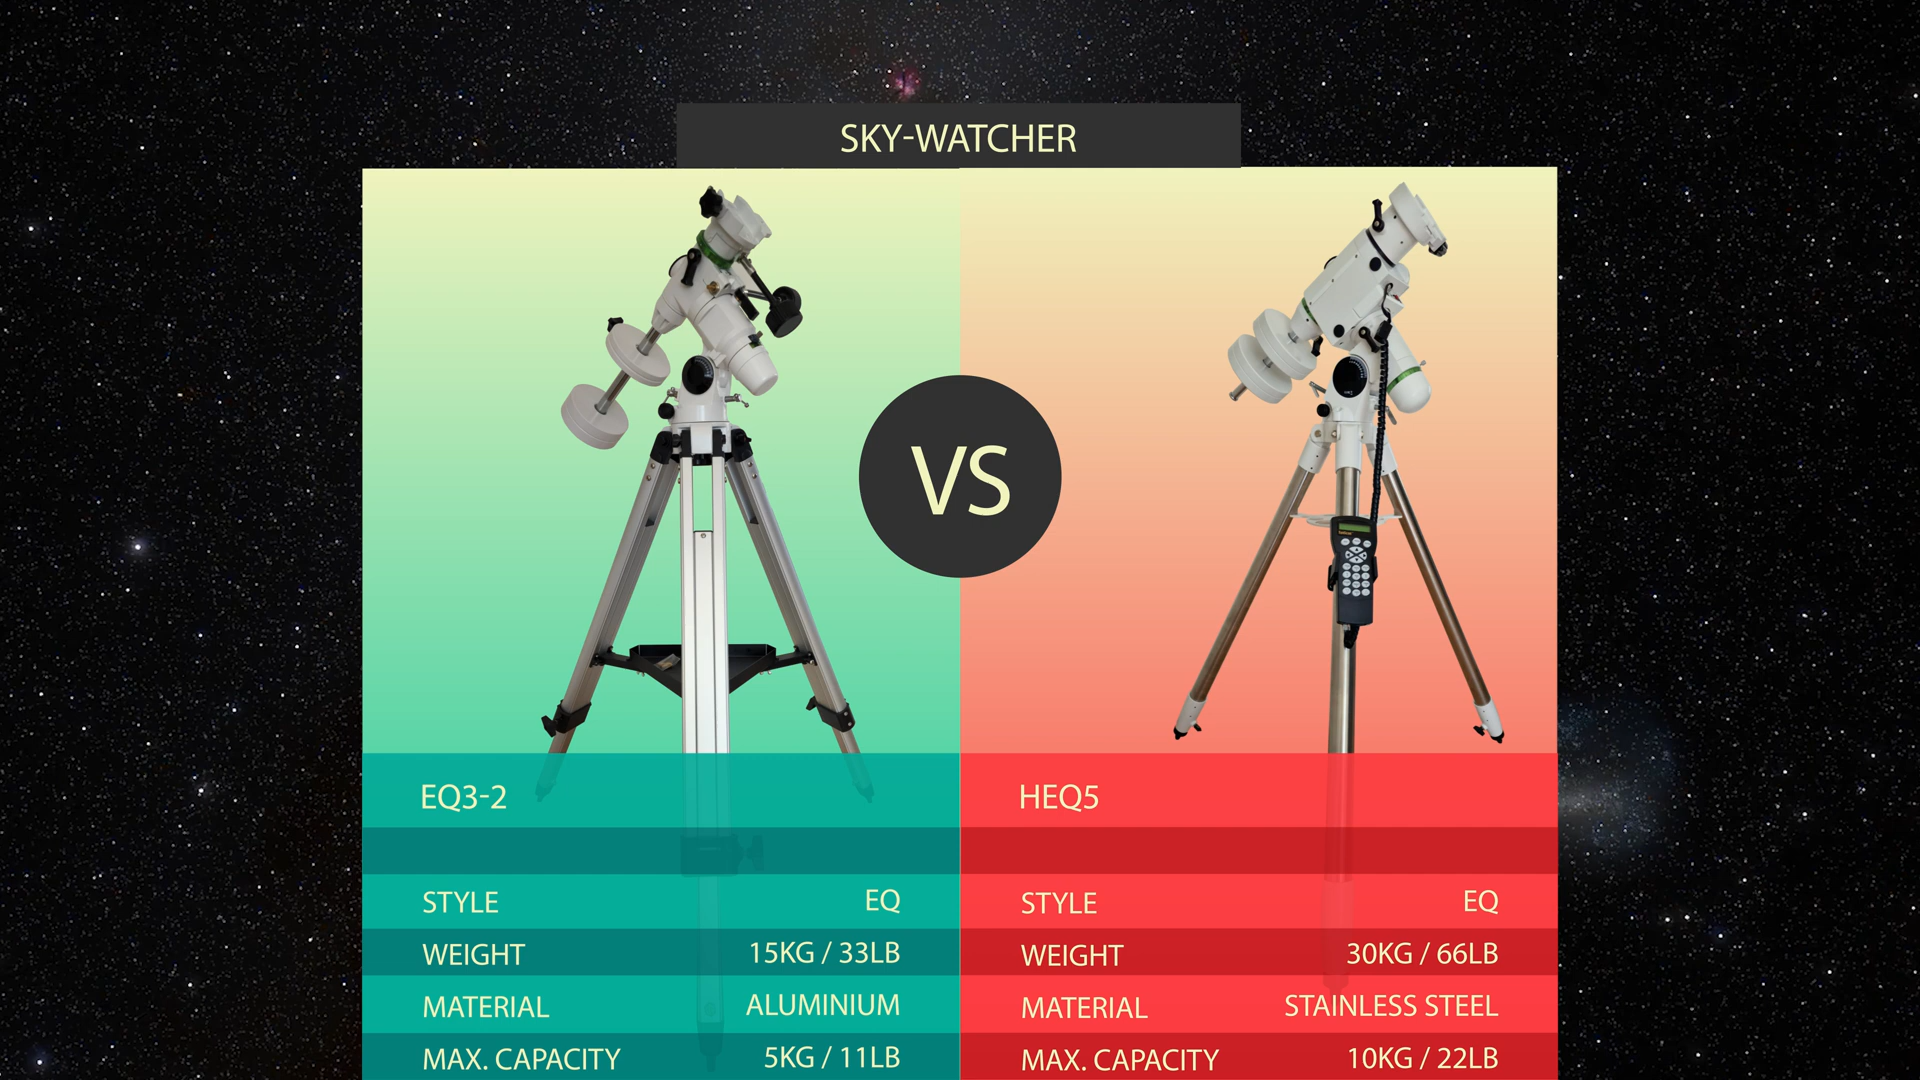 SKY-WATCHER
VS
EQ3-2
STYLE EQ
WEIGHT 15KG / 33LB
MATERIAL ALUMINIUM
MAX. CAPACITY 5KG / 11LB
HEQ5
STYLE EQ
WEIGHT 30KG / 66LB
MATERIAL STAINLESS STEEL
MAX. CAPACITY 10KG / 22LB